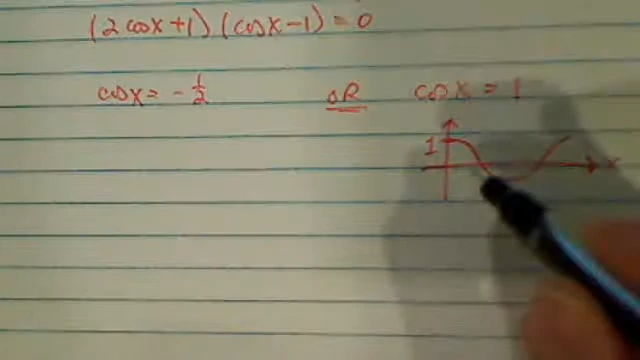 (2cosx+1)(cosx-1)=0
cosx=-1/2 OR cosx=1
1
x